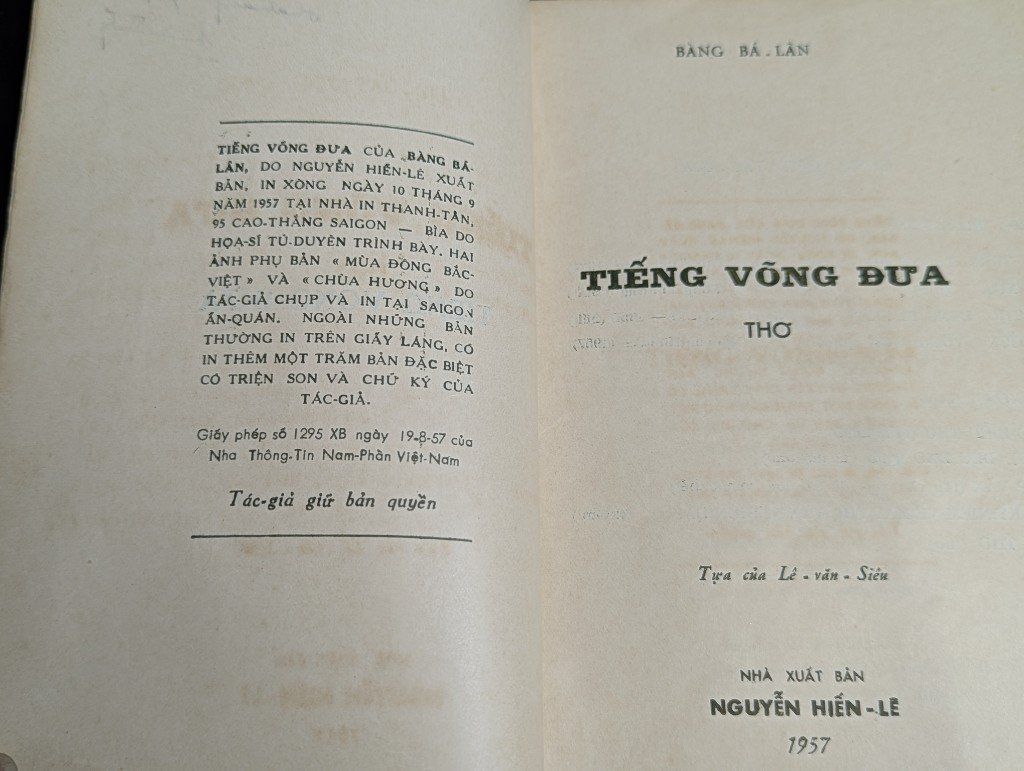 TIẾNG VÕNG ĐƯA CỦA BÀNG BÁ-
LÂN, DO NGUYỄN HIẾN-LÊ XUẤT
BẢN, IN XONG NGÀY 10 THÁNG 9
NĂM 1957 TẠI NHÀ IN THANH-TÂN,
95 CAO-THẮNG SAIGON — BÌA DO
HỌA-SĨ TÚ-DUYÊN TRÌNH BÀY. HAI
ẢNH PHỤ BẢN « MÙA ĐÔNG BẮC-
VIỆT » VÀ « CHÙA HƯƠNG » DO
TÁC-GIẢ CHỤP VÀ IN TẠI SAIGON
ẤN-QUÁN. NGOÀI NHỮNG BẢN
THƯỜNG IN TRÊN GIẤY LÁNG, CÓ
IN THÊM MỘT TRĂM BẢN ĐẶC BIỆT
CÓ TRIỆN SON VÀ CHỮ KÝ CỦA
TÁC-GIẢ.
Giấy phép số 1295 XB ngày 19-8-57 của
Nha Thông-Tin Nam-Phần Việt-Nam
Tác-giả giữ bản quyền
BÀNG BÁ-LÂN
TIẾNG VÕNG ĐƯA
THƠ
Tựa của Lê-văn-Siêu
NHÀ XUẤT BẢN
NGUYỄN HIẾN-LÊ
1957